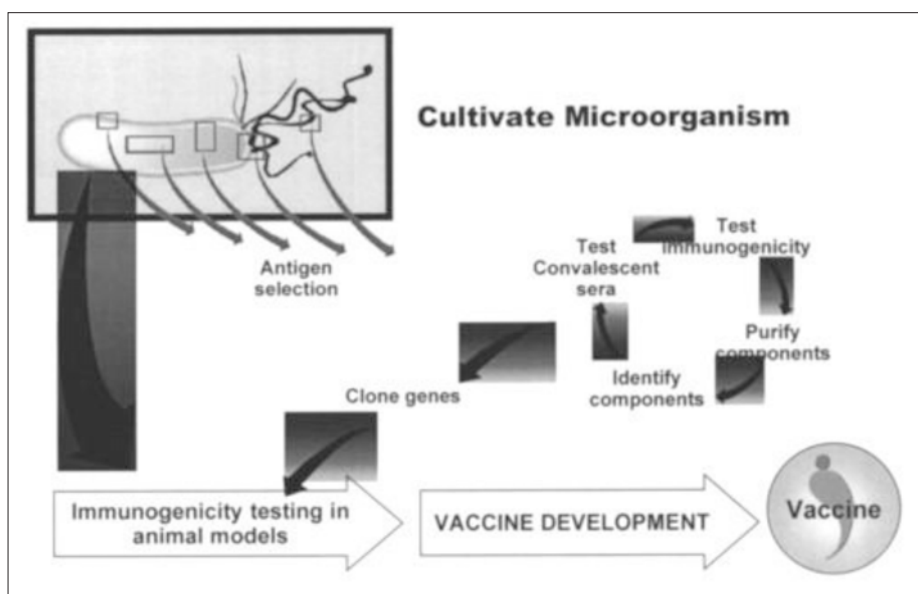 Cultivate Microorganism
Antigen
selection
Test
Convalescent
sera
Test
immunogenicity
Purify
components
Identify
components
Clone genes
Immunogenicity testing in
animal models
VACCINE DEVELOPMENT
Vaccine